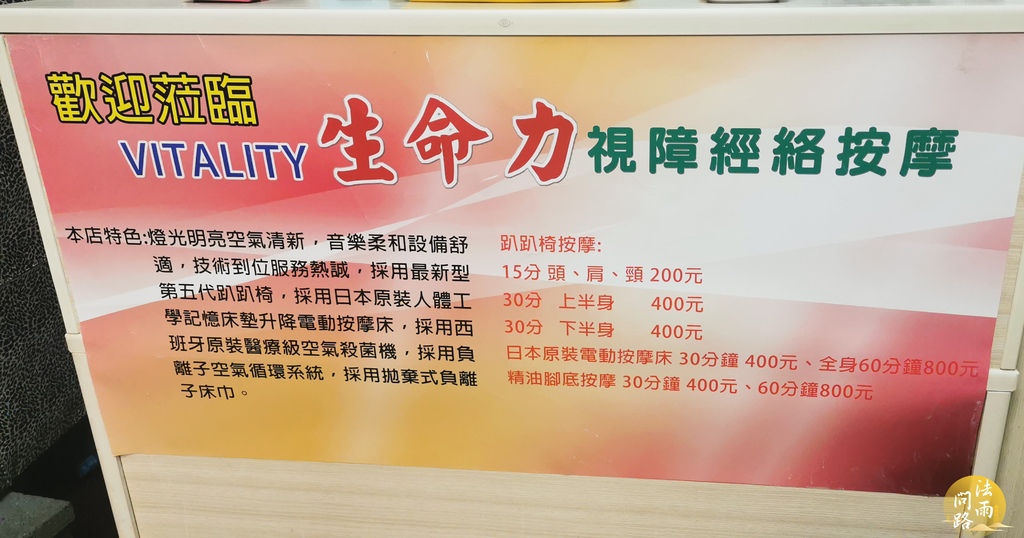 歡迎蒞臨
VITALITY 生命力 視障經絡按摩
本店特色:燈光明亮空氣清新，音樂柔和設備舒
適，技術到位服務熱誠，採用最新型
第五代趴趴椅，採用日本原裝人體工
學記憶床墊升降電動按摩床，採用西
班牙原裝醫療級空氣殺菌機，採用負
離子空氣循環系統，採用拋棄式負離
子床巾。
趴趴椅按摩:
15分 頭、肩、頸 200元
30分 上半身 400元
30分 下半身 400元
日本原裝電動按摩床 30分鐘 400元、全身60分鐘800元
精油腳底按摩 30分鐘 400元、60分鐘800元
法雨
問路